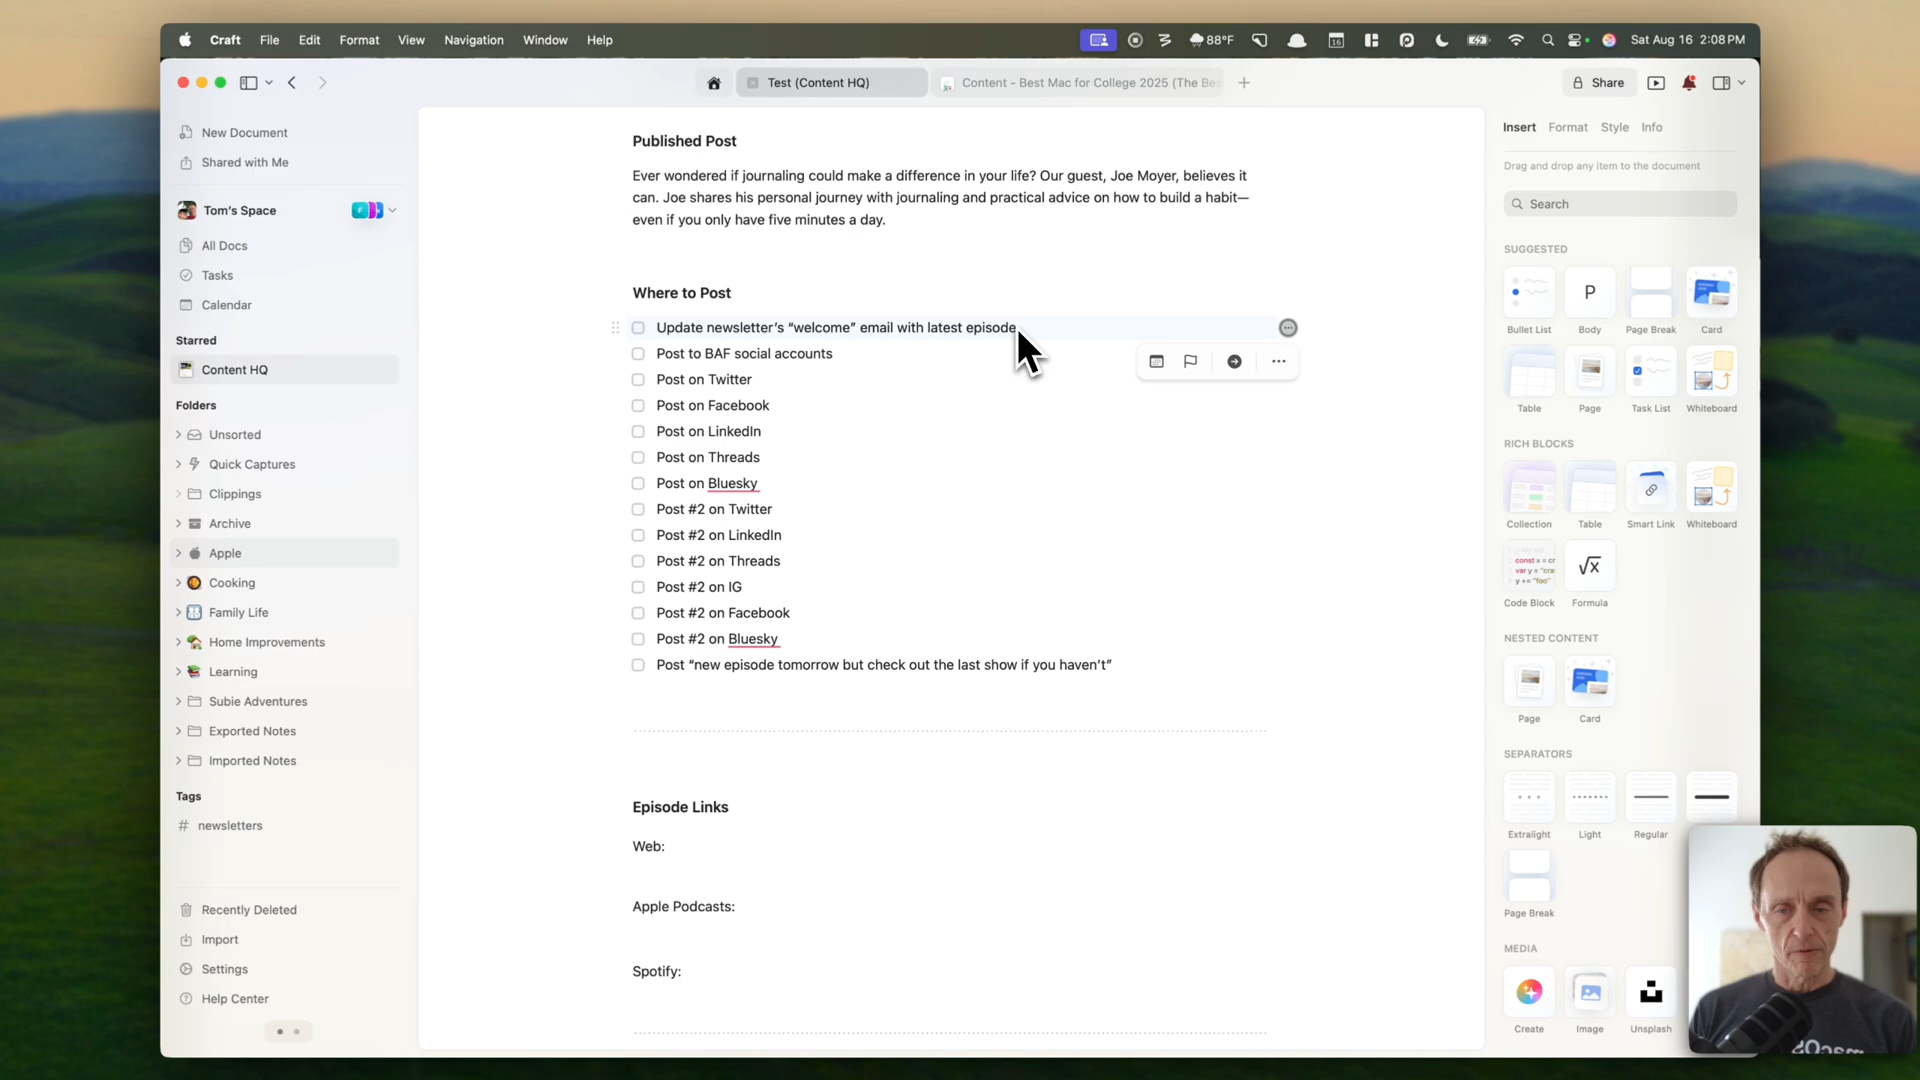 Craft File Edit Format View Navigation Window Help 88°F 16 Sat Aug 16 2:08 PM
Test (Content HQ) Content - Best Mac for College 2025 (The Be Share
New Document
Shared with Me
Tom's Space
All Docs
Tasks
Calendar
Starred
Content HQ
Folders
Unsorted
Quick Captures
Clippings
Archive
Apple
Cooking
Family Life
Home Improvements
Learning
Subie Adventures
Exported Notes
Imported Notes
Tags
# newsletters
Recently Deleted
Import
Settings
Help Center
Published Post
Ever wondered if journaling could make a difference in your life? Our guest, Joe Moyer, believes it
can. Joe shares his personal journey with journaling and practical advice on how to build a habit—
even if you only have five minutes a day.
Where to Post
Update newsletter's “welcome” email with latest episode
Post to BAF social accounts
Post on Twitter
Post on Facebook
Post on LinkedIn
Post on Threads
Post on Bluesky
Post #2 on Twitter
Post #2 on LinkedIn
Post #2 on Threads
Post #2 on IG
Post #2 on Facebook
Post #2 on Bluesky
Post “new episode tomorrow but check out the last show if you haven't”
Episode Links
Web:
Apple Podcasts:
Spotify:
Insert Format Style Info
Drag and drop any item to the document
Search
SUGGESTED
P
Bullet List Body Page Break Card
Table Page Task List Whiteboard
RICH BLOCKS
Collection Table Smart Link Whiteboard
const x = cr
var y = "cra
y += "foo"
√x
Code Block Formula
NESTED CONTENT
Page Card
SEPARATORS
Extralight Light Regular
Page Break
MEDIA
Create Image Unsplash